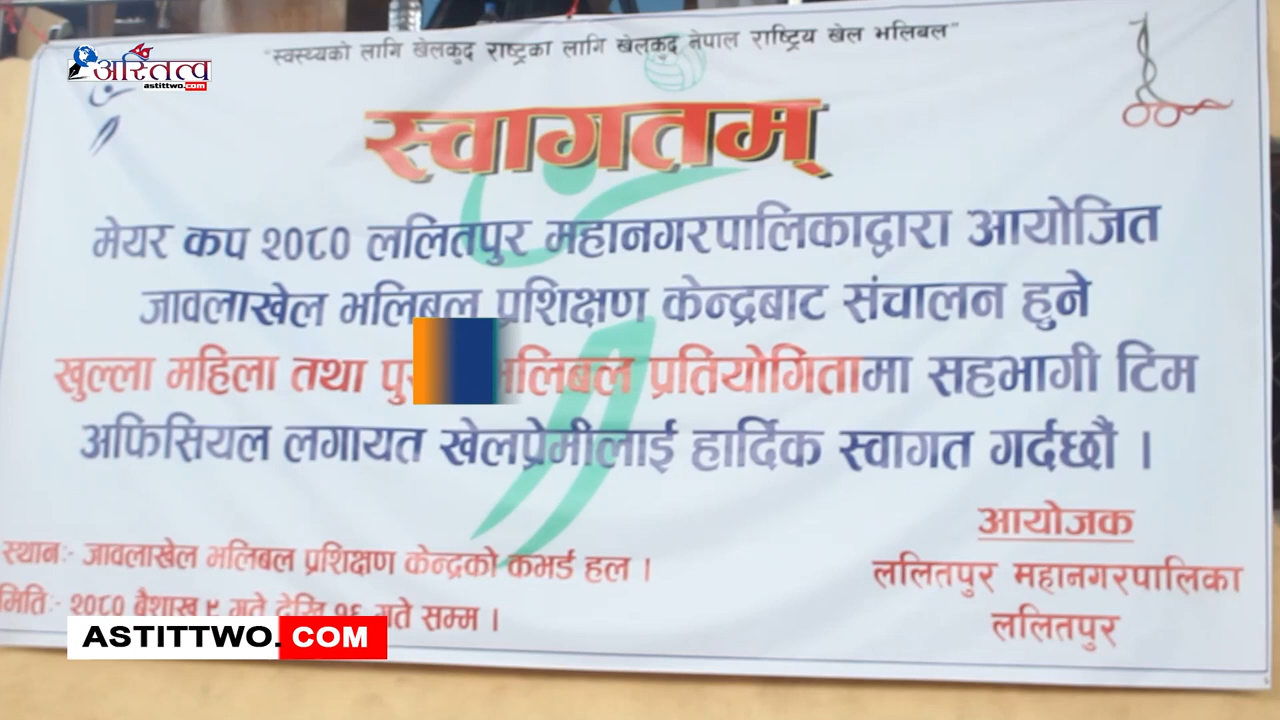 "स्वस्थ्यको लागि खेलकुद राष्ट्रका लागि खेलकुद नेपाल राष्ट्रिय खेल भलिबल"
अस्तित्व
astittwo.com
स्वागतम्
मेयर कप २०८० ललितपुर महानगरपालिकाद्वारा आयोजित
जावलाखेल भलिबल प्रशिक्षण केन्द्रबाट संचालन हुने
खुल्ला महिला तथा प्रतियोगितामा सहभागी टिम
अफिसियल लगायत खेलप्रेमीलाई हार्दिक स्वागत गर्दछौं ।
आयोजक
स्थानः- जावलाखेल भलिबल प्रशिक्षण केन्द्रको कभर्ड हल ।
ललितपुर महानगरपालिका
मितिः- २०८० बैशाख गते देखि गते सम्म ।
ललितपुर
ASTITTWO.COM